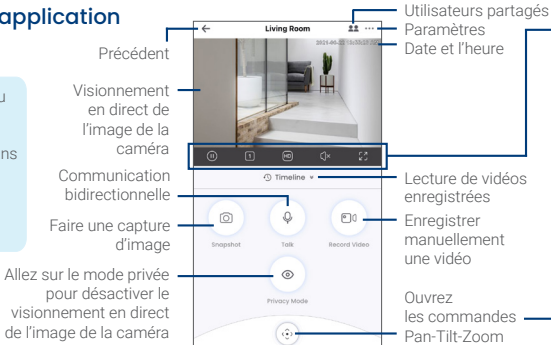 application
Utilisateurs partagés
Living Room
Paramètres
Date et l'heure
Précédent
Visionnement
en direct de
l'image de la
caméra
HD
Timeline
Communication
bidirectionnelle
Lecture de vidéos
enregistrées
Faire une capture
d'image
Snapshot
Talk
Record Video
Enregistrer
manuellement
une vidéo
Allez sur le mode privée
pour désactiver le
visionnement en direct
de l'image de la caméra
Privacy Mode
Ouvrez
les commandes
Pan-Tilt-Zoom